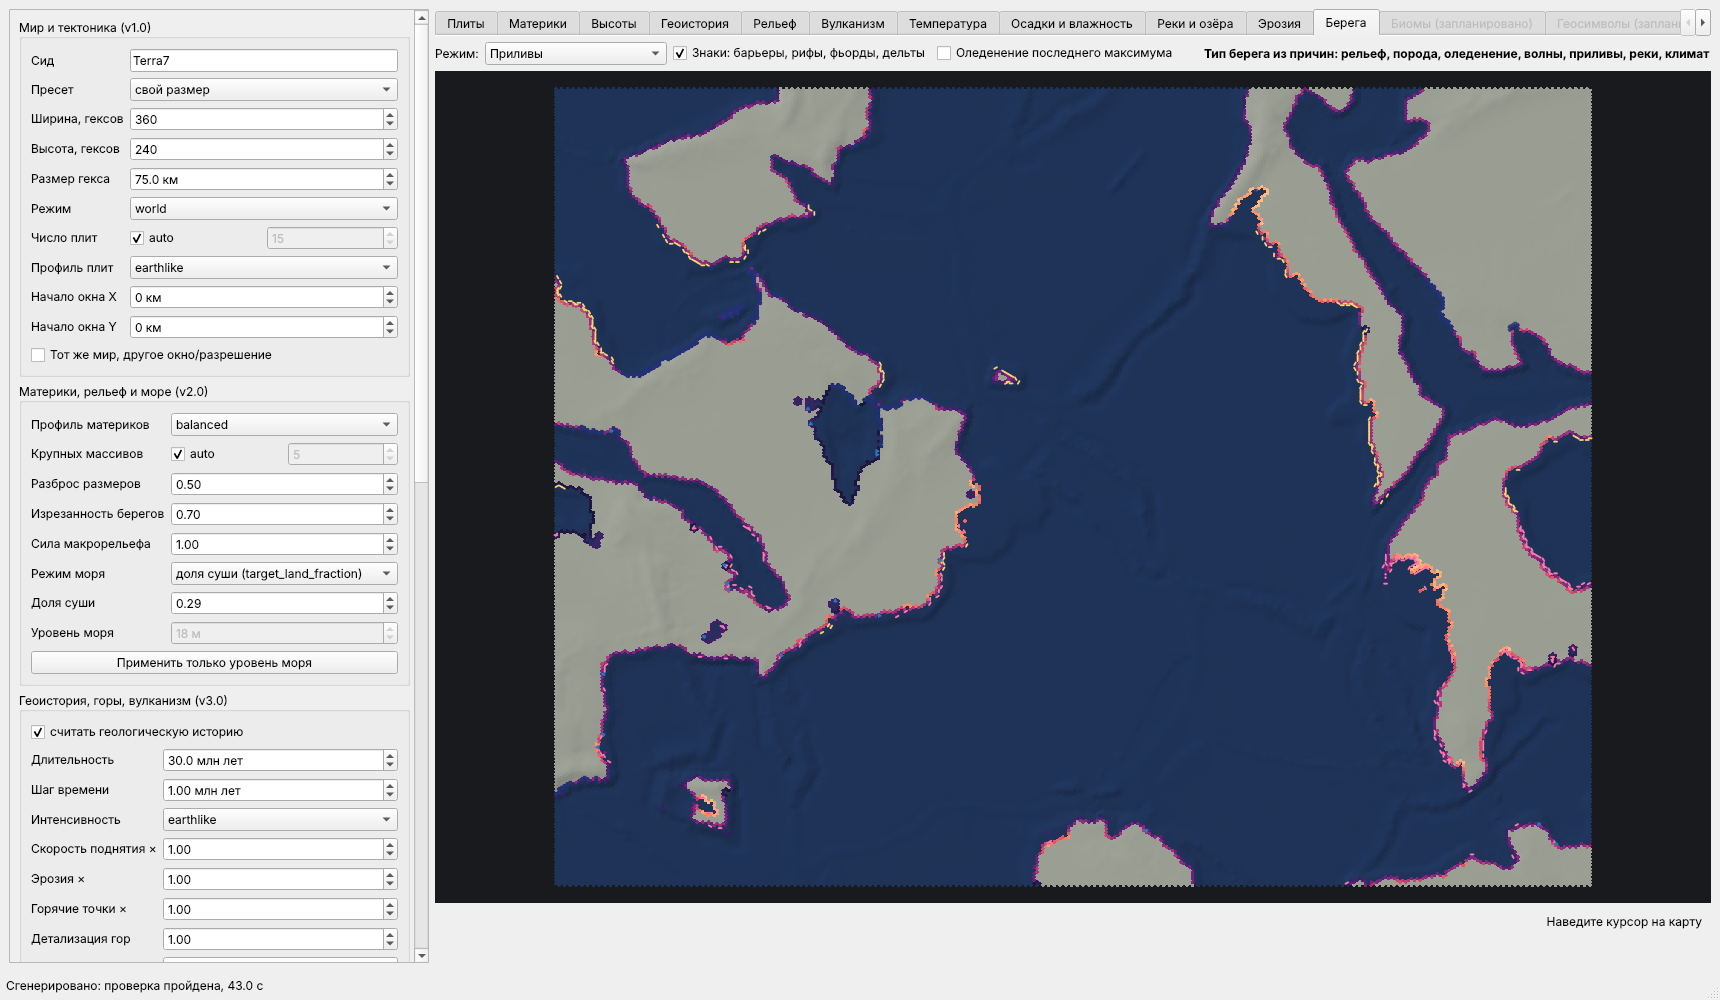 Мир и тектоника (v1.0)
Сид Terra7
Пресет свой размер
Ширина, гексов 360
Высота, гексов 240
Размер гекса 75.0 км
Режим world
Число плит auto 15
Профиль плит earthlike
Начало окна X 0 км
Начало окна Y 0 км
Тот же мир, другое окно/разрешение
Материки, рельеф и море (v2.0)
Профиль материков balanced
Крупных массивов auto 5
Разброс размеров 0.50
Изрезанность берегов 0.70
Сила макрорельефа 1.00
Режим моря доля суши (target_land_fraction)
Доля суши 0.29
Уровень моря 18 м
Применить только уровень моря
Геоистория, горы, вулканизм (v3.0)
считать геологическую историю
Длительность 30.0 млн лет
Шаг времени 1.00 млн лет
Интенсивность earthlike
Скорость поднятия × 1.00
Эрозия × 1.00
Горячие точки × 1.00
Детализация гор 1.00
Плиты Материки Высоты Геоистория Рельеф Вулканизм Температура Осадки и влажность Реки и озёра Эрозия Берега Биомы (запланировано) Геосимволы (заплан
Режим: Приливы Знаки: барьеры, рифы, фьорды, дельты Оледенение последнего максимума Тип берега из причин: рельеф, порода, оледенение, волны, приливы, реки, климат
Наведите курсор на карту
Сгенерировано: проверка пройдена, 43.0 с